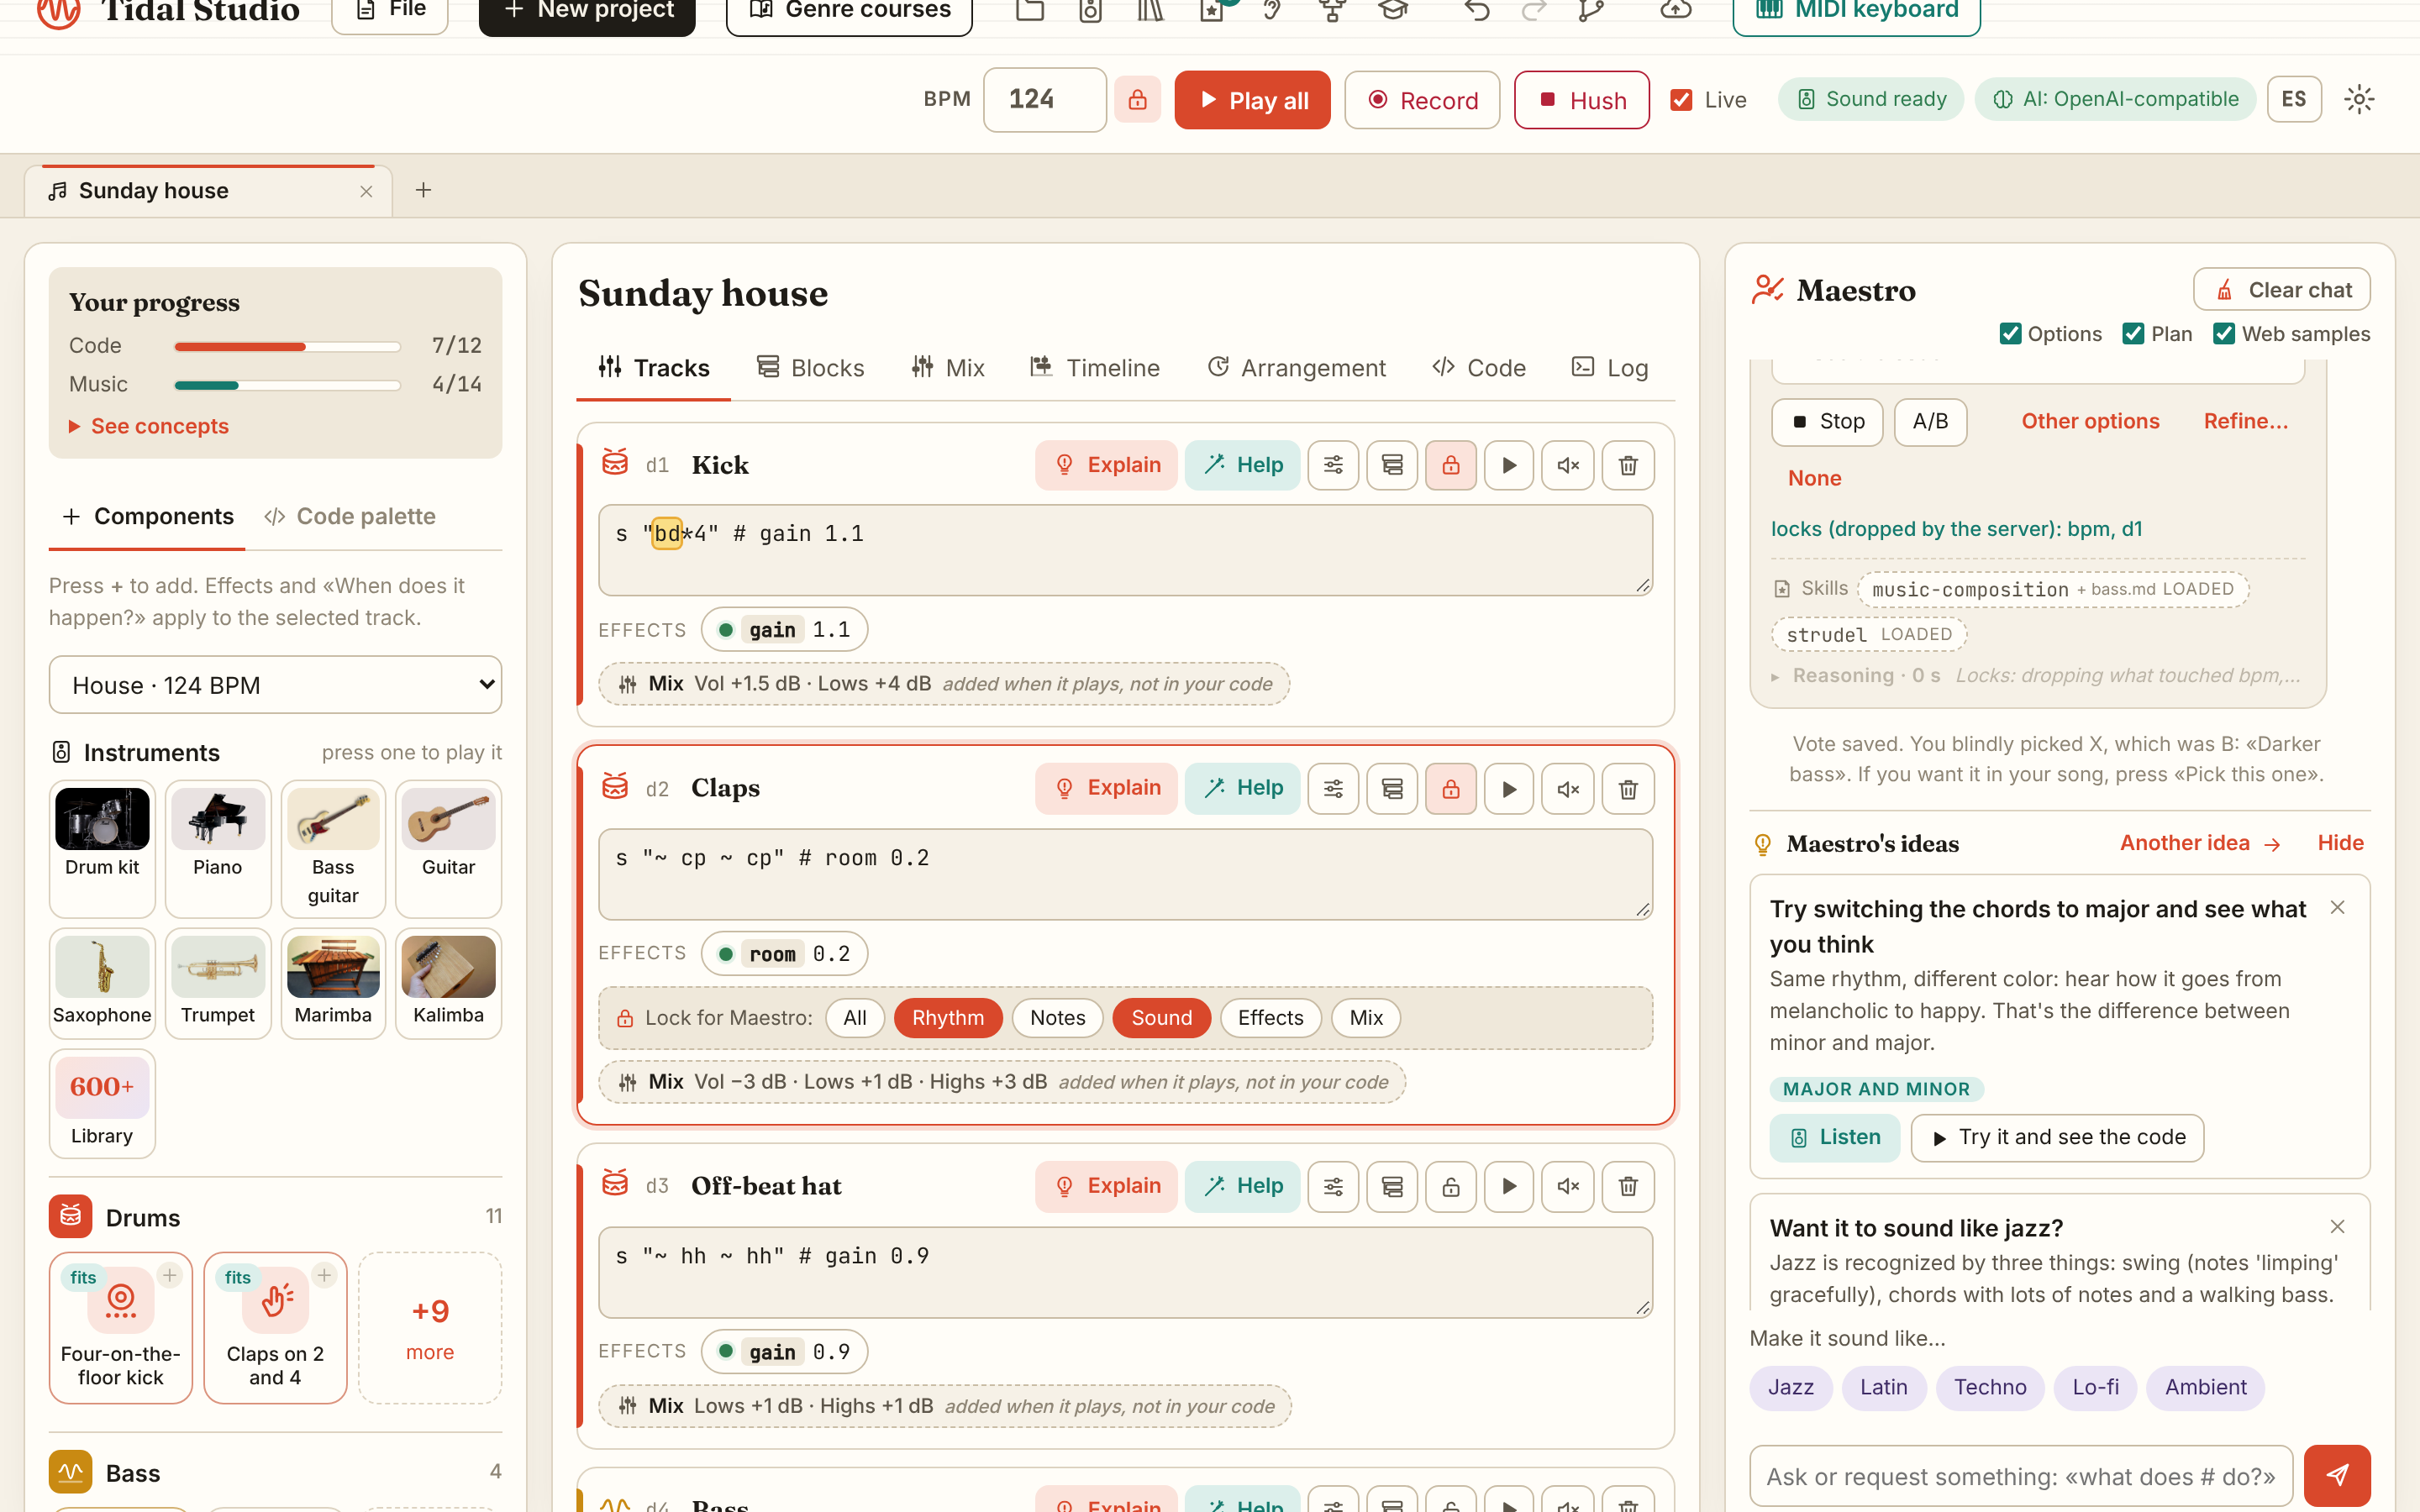 Tidal Studio
File
New project
Genre courses
MIDI keyboard
BPM
124
Play all
Record
Hush
Live
Sound ready
AI: OpenAI-compatible
ES
Sunday house
Your progress
Code 7/12
Music 4/14
See concepts
Components
Code palette
Press + to add. Effects and «When does it
happen?» apply to the selected track.
House · 124 BPM
Instruments
press one to play it
Drum kit
Piano
Bass
guitar
Guitar
Saxophone
Trumpet
Marimba
Kalimba
600+
Library
Drums
11
fits
Four-on-the-
floor kick
fits
Claps on 2
and 4
+9
more
Bass
4
Sunday house
Tracks
Blocks
Mix
Timeline
Arrangement
Code
Log
d1 Kick
Explain
Help
s "bd*4" # gain 1.1
EFFECTS
gain 1.1
Mix Vol +1.5 dB · Lows +4 dB added when it plays, not in your code
d2 Claps
Explain
Help
s "~ cp ~ cp" # room 0.2
EFFECTS
room 0.2
Lock for Maestro:
All
Rhythm
Notes
Sound
Effects
Mix
Mix Vol −3 dB · Lows +1 dB · Highs +3 dB added when it plays, not in your code
d3 Off-beat hat
Explain
Help
s "~ hh ~ hh" # gain 0.9
EFFECTS
gain 0.9
Mix Lows +1 dB · Highs +1 dB added when it plays, not in your code
d4 Bass
Explain
Help
Maestro
Clear chat
Options
Plan
Web samples
Stop
A/B
Other options
Refine...
None
locks (dropped by the server): bpm, d1
Skills
music-composition + bass.md LOADED
strudel LOADED
Reasoning · 0 s Locks: dropping what touched bpm,...
Vote saved. You blindly picked X, which was B: «Darker
bass». If you want it in your song, press «Pick this one».
Maestro's ideas
Another idea →
Hide
Try switching the chords to major and see what
you think
Same rhythm, different color: hear how it goes from
melancholic to happy. That's the difference between
minor and major.
MAJOR AND MINOR
Listen
Try it and see the code
Want it to sound like jazz?
Jazz is recognized by three things: swing (notes 'limping'
gracefully), chords with lots of notes and a walking bass.
Make it sound like...
Jazz
Latin
Techno
Lo-fi
Ambient
Ask or request something: «what does # do?»